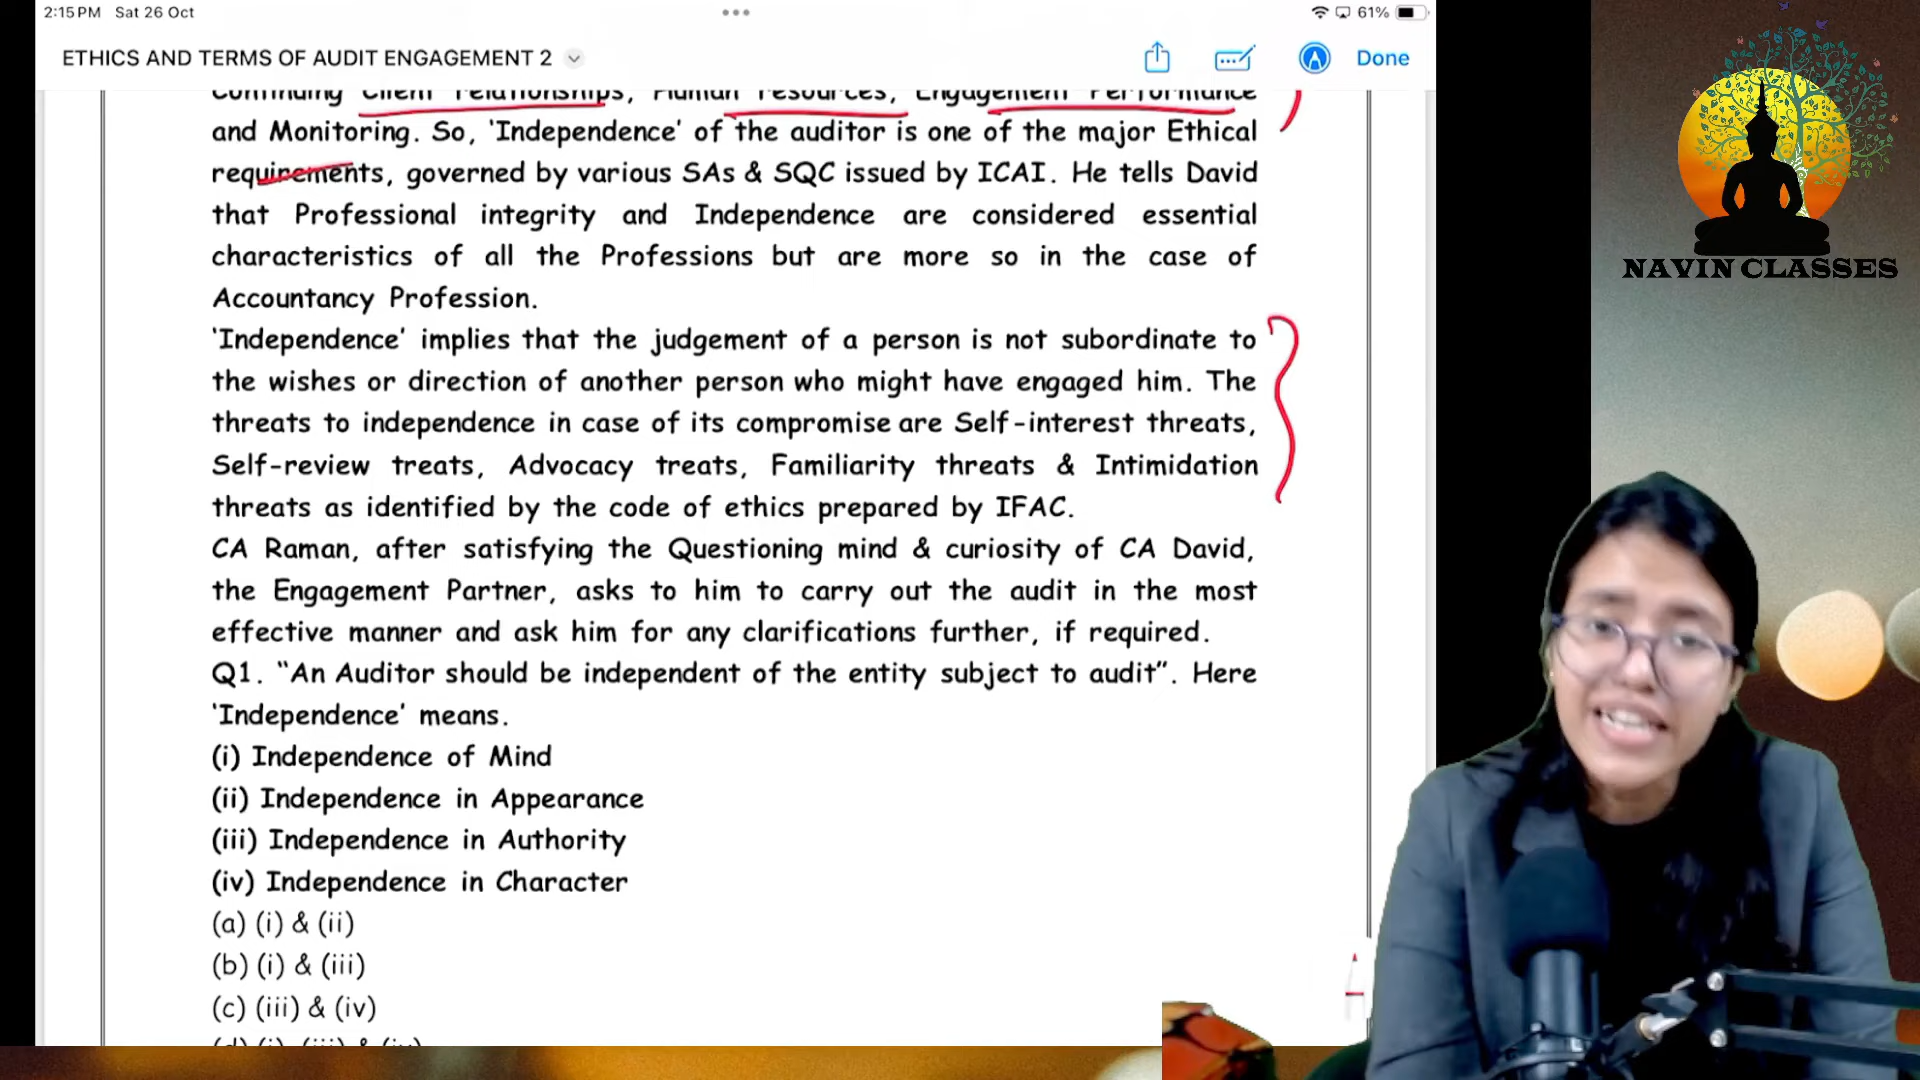 2:15 PM Sat 26 Oct
61%
ETHICS AND TERMS OF AUDIT ENGAGEMENT 2
Done
Continuing Client relationships, Human resources, Engagement Performance
and Monitoring. So, ‘Independence’ of the auditor is one of the major Ethical
requirements, governed by various SAs & SQC issued by ICAI. He tells David
that Professional integrity and Independence are considered essential
characteristics of all the Professions but are more so in the case of
Accountancy Profession.
‘Independence’ implies that the judgement of a person is not subordinate to
the wishes or direction of another person who might have engaged him. The
threats to independence in case of its compromise are Self-interest threats,
Self-review treats, Advocacy treats, Familiarity threats & Intimidation
threats as identified by the code of ethics prepared by IFAC.
CA Raman, after satisfying the Questioning mind & curiosity of CA David,
the Engagement Partner, asks to him to carry out the audit in the most
effective manner and ask him for any clarifications further, if required.
Q1. “An Auditor should be independent of the entity subject to audit”. Here
‘Independence’ means.
(i) Independence of Mind
(ii) Independence in Appearance
(iii) Independence in Authority
(iv) Independence in Character
(a) (i) & (ii)
(b) (i) & (iii)
(c) (iii) & (iv)
(d) (i), (iii) & (iv)
NAVIN CLASSES